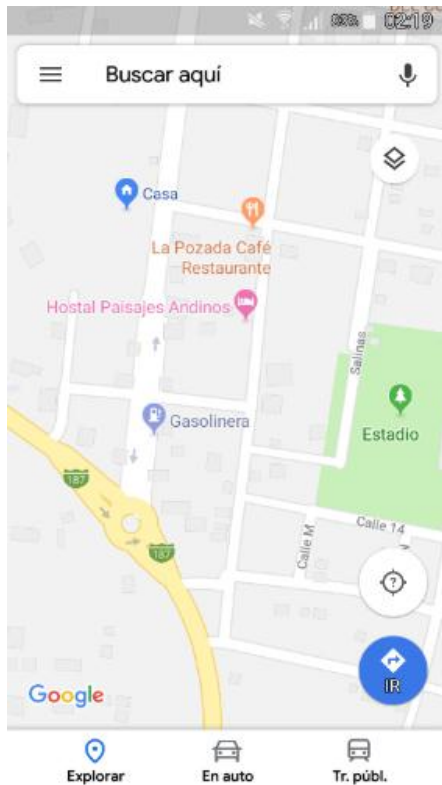 02:19
Buscar aquí
Casa
La Pozada Café
Restaurante
Hostal Paisajes Andinos
Salinas
Gasolinera
Estadio
187
Calle 14
187
Calle M
IR
Google
Explorar
En auto
Tr. públ.